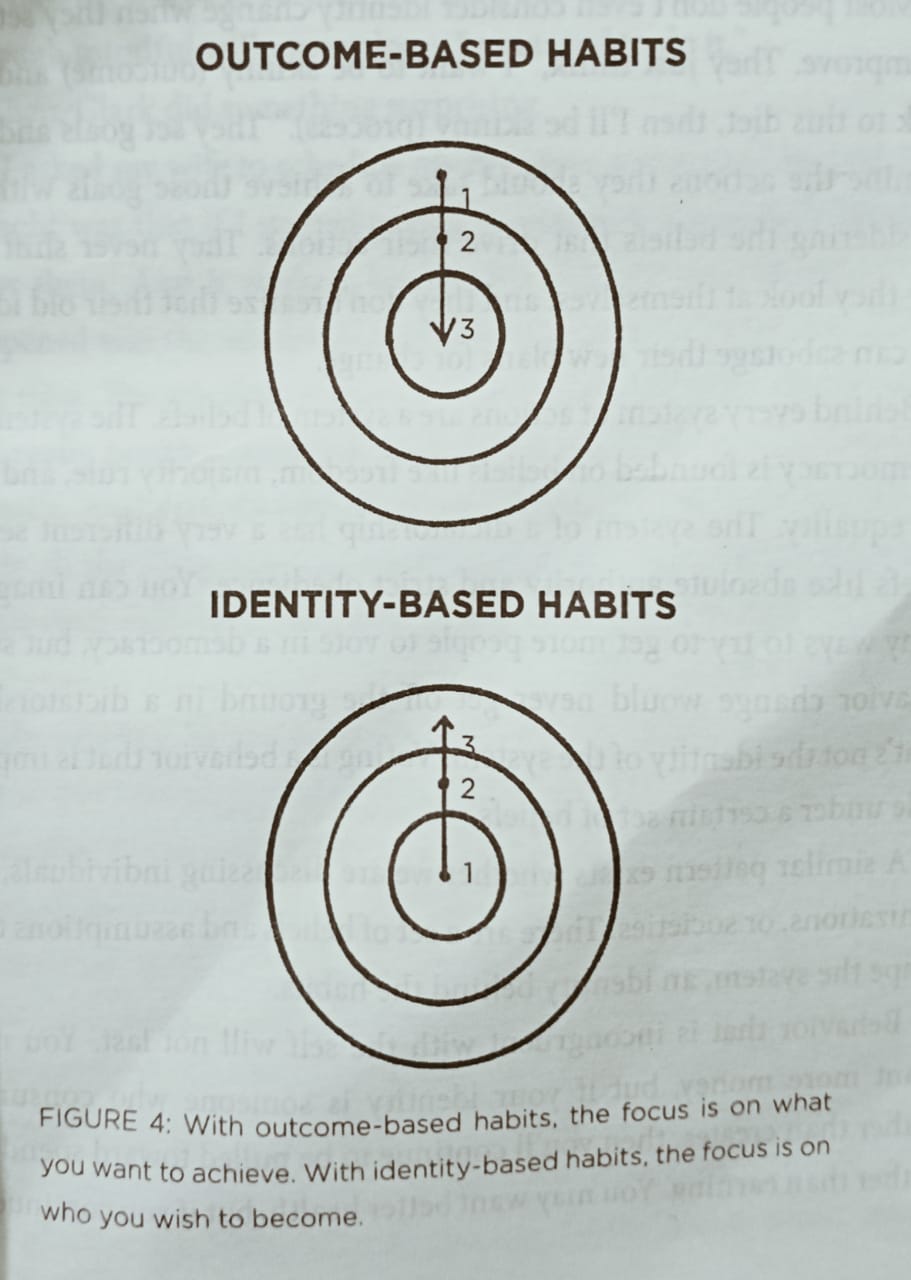 OUTCOME-BASED HABITS
1
2
3
IDENTITY-BASED HABITS
3
2
1
FIGURE 4: With outcome-based habits, the focus is on what
you want to achieve. With identity-based habits, the focus is on
who you wish to become.